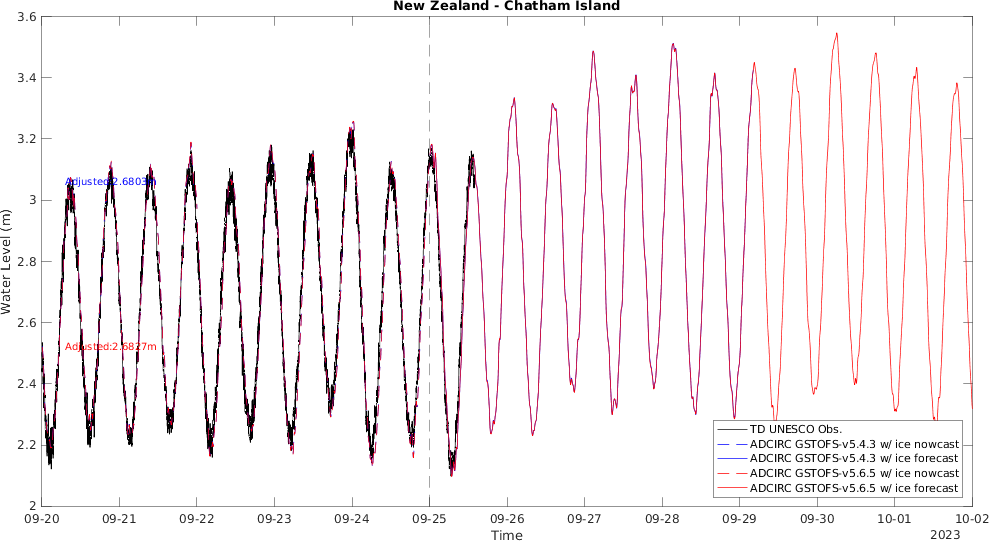 New Zealand - Chatham Island
3.6
3.4
3.2
3
2.8
2.6
2.4
2.2
2
Water Level (m)
Adjusted:2.6827m
TD UNESCO Obs.
ADCIRC GSTOFS-v5.4.3 w/ ice nowcast
ADCIRC GSTOFS-v5.4.3 w/ ice forecast
ADCIRC GSTOFS-v5.6.5 w/ ice nowcast
ADCIRC GSTOFS-v5.6.5 w/ ice forecast
09-20 09-21 09-22 09-23 09-24 09-25 09-26 09-27 09-28 09-29 09-30 10-01 10-02
Time
2023